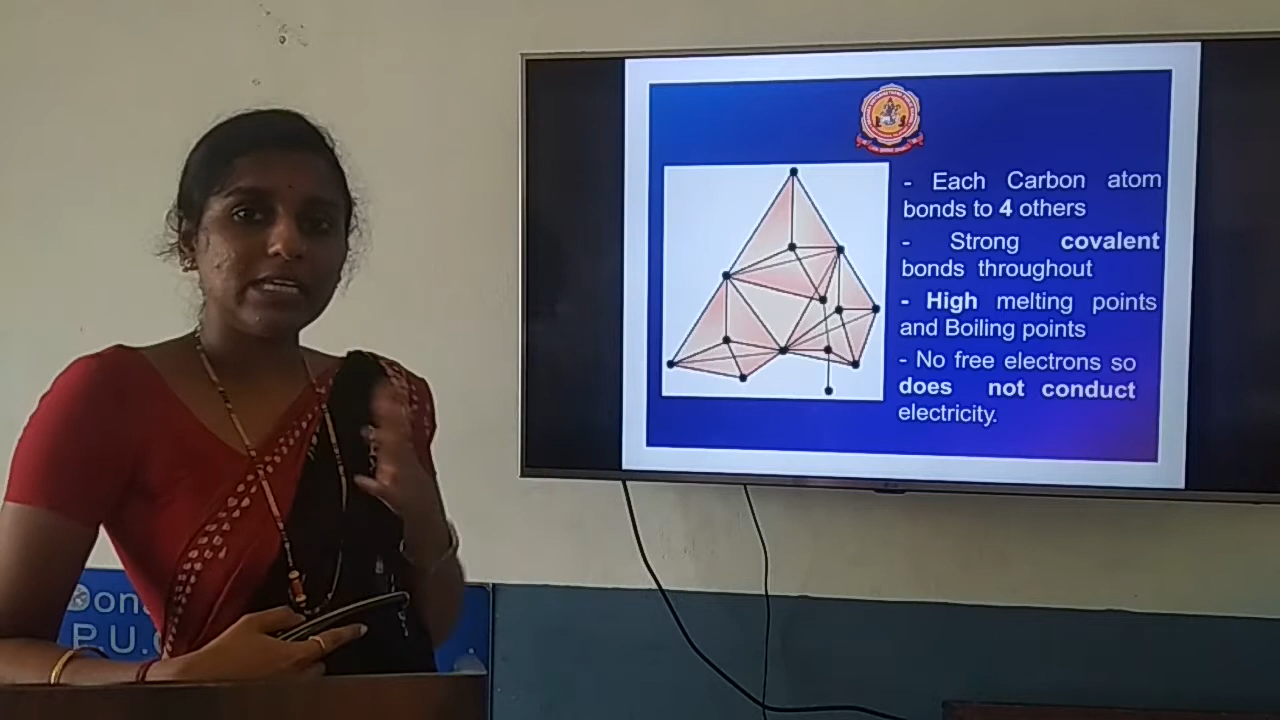 - Each Carbon atom
bonds to 4 others
- Strong covalent
bonds throughout
- High melting points
and Boiling points
- No free electrons so
does not conduct
electricity.
Dona
P.U.